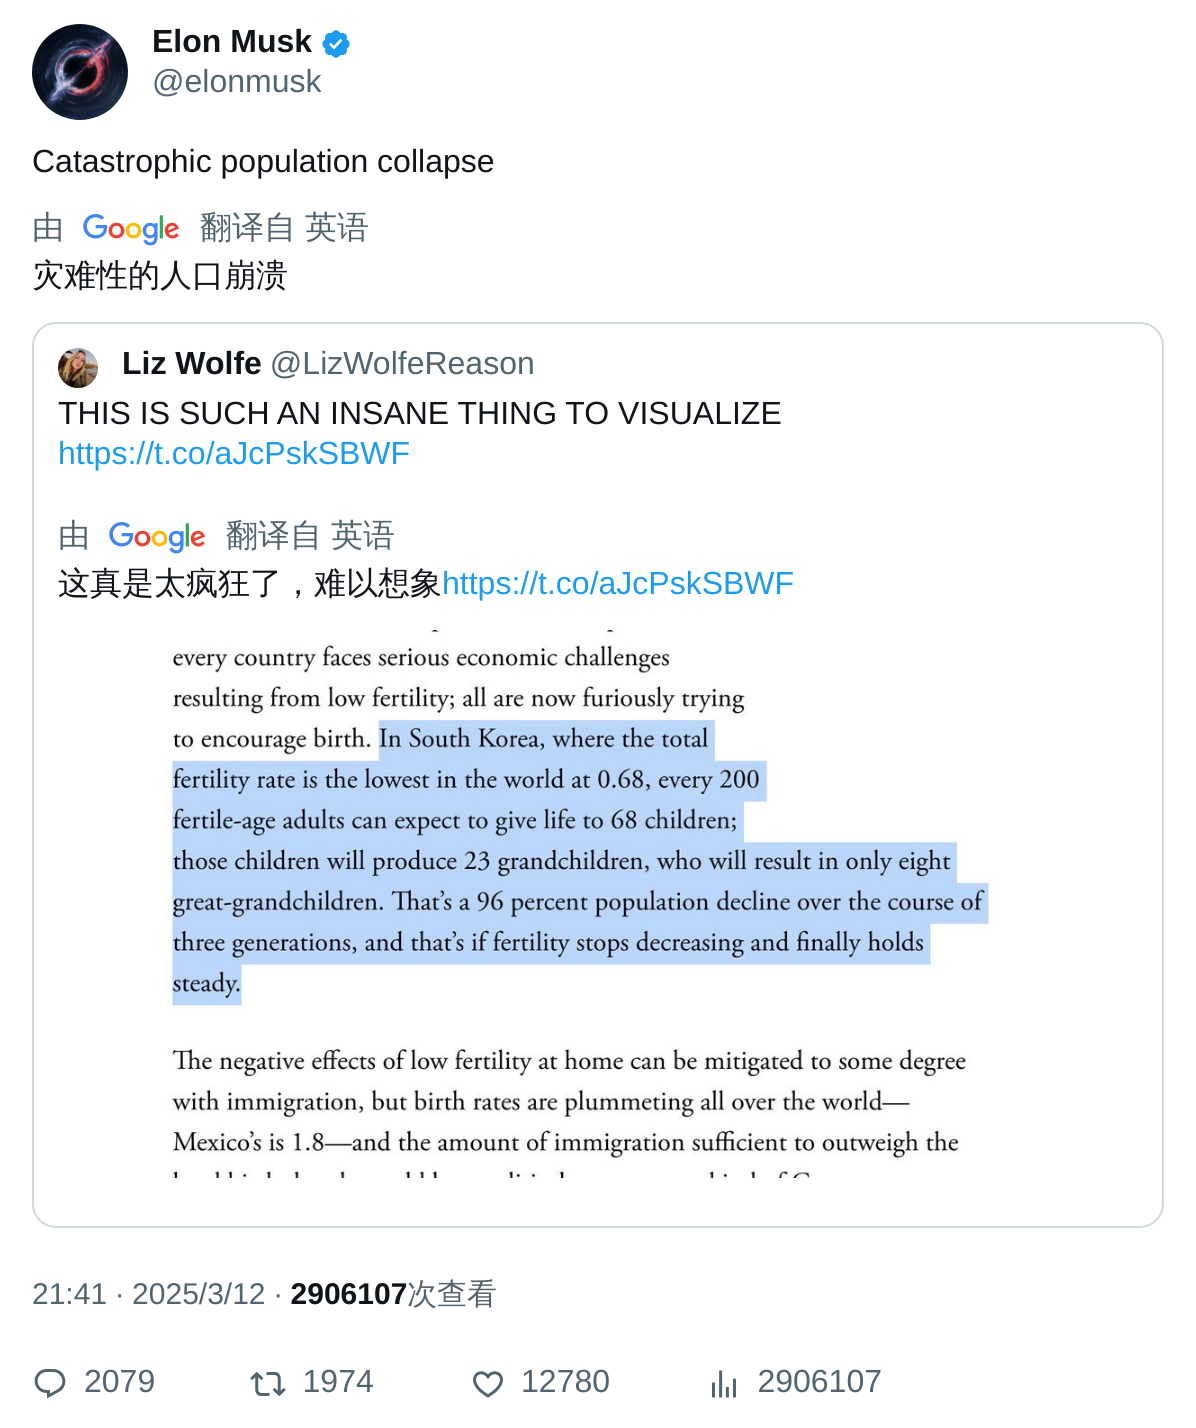 Elon Musk
@elonmusk
Catastrophic population collapse
由 Google 翻译自 英语
灾难性的人口崩溃
Liz Wolfe @LizWolfeReason
THIS IS SUCH AN INSANE THING TO VISUALIZE
https://t.co/aJcPskSBWF
由 Google 翻译自 英语
这真是太疯狂了，难以想象https://t.co/aJcPskSBWF
every country faces serious economic challenges
resulting from low fertility; all are now furiously trying
to encourage birth. In South Korea, where the total
fertility rate is the lowest in the world at 0.68, every 200
fertile-age adults can expect to give life to 68 children;
those children will produce 23 grandchildren, who will result in only eight
great-grandchildren. That’s a 96 percent population decline over the course of
three generations, and that’s if fertility stops decreasing and finally holds
steady.
The negative effects of low fertility at home can be mitigated to some degree
with immigration, but birth rates are plummeting all over the world—
Mexico’s is 1.8—and the amount of immigration sufficient to outweigh the
21:41 · 2025/3/12 · 2906107次查看
2079 1974 12780 2906107